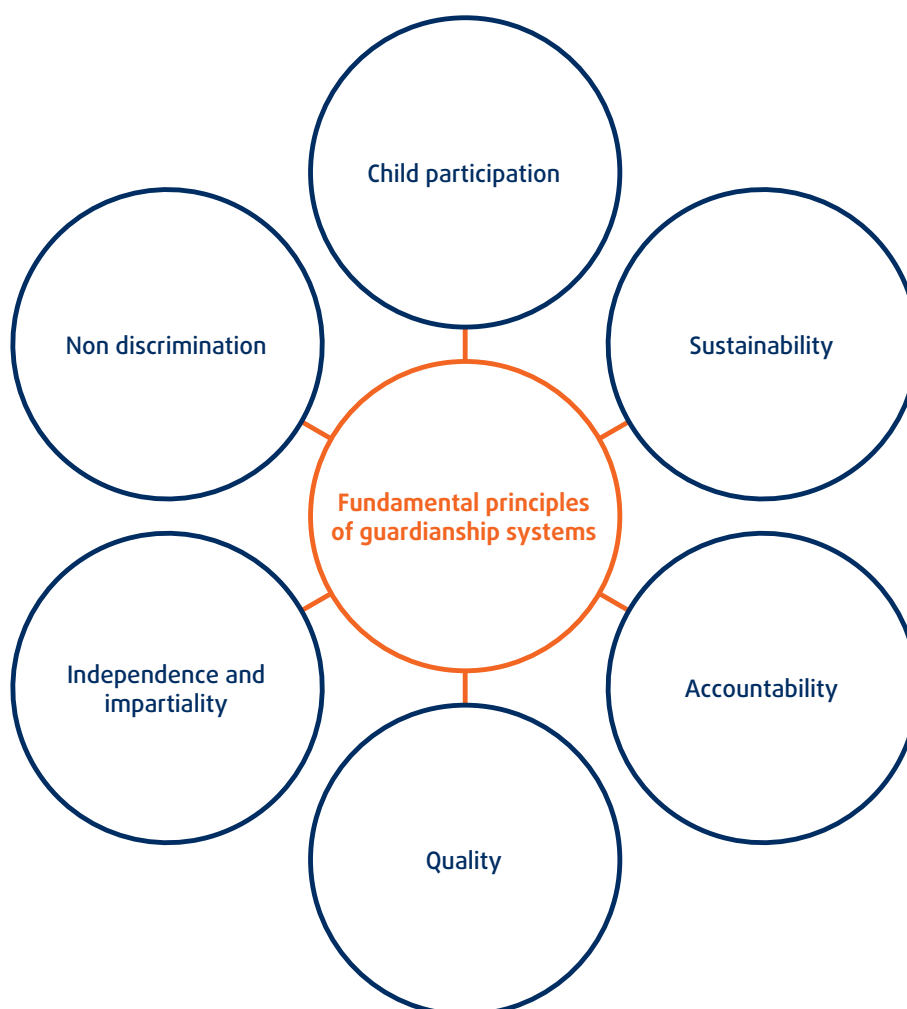 Child participation
Non discrimination
Sustainability
Fundamental principles
of guardianship systems
Independence and
impartiality
Accountability
Quality